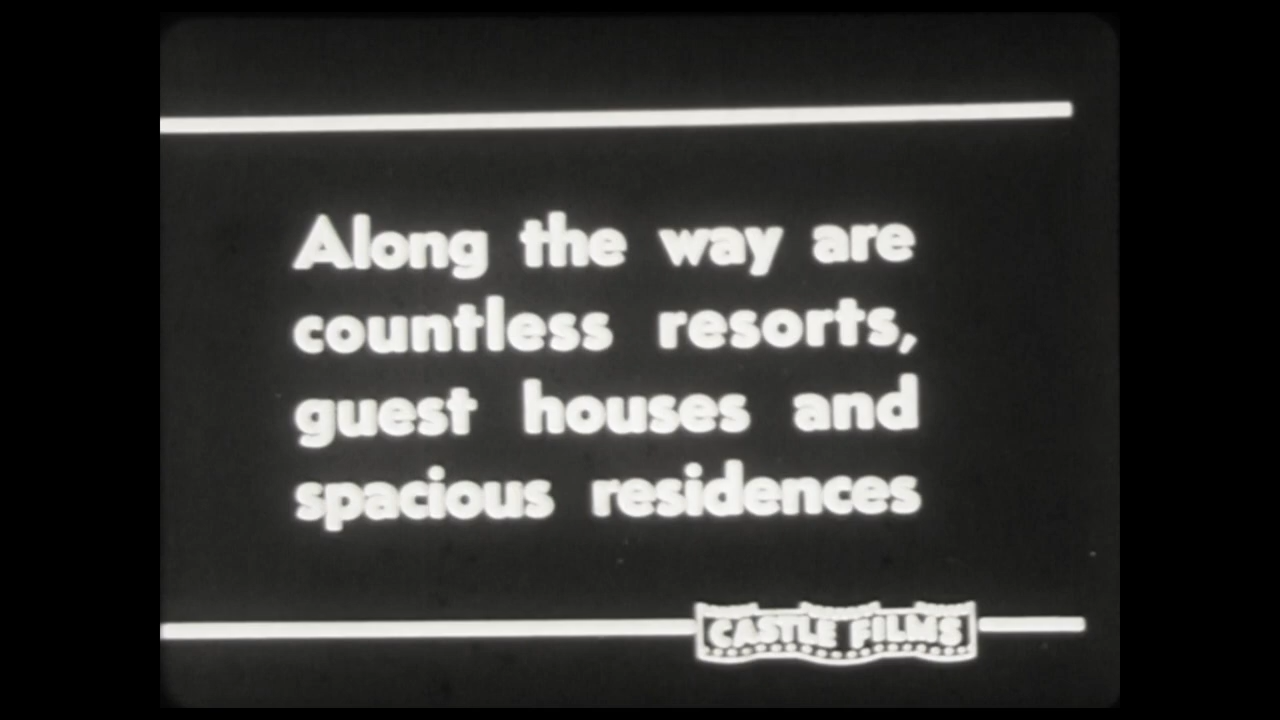 Along the way are
countless resorts,
guest houses and
spacious residences
CASTLE FILMS